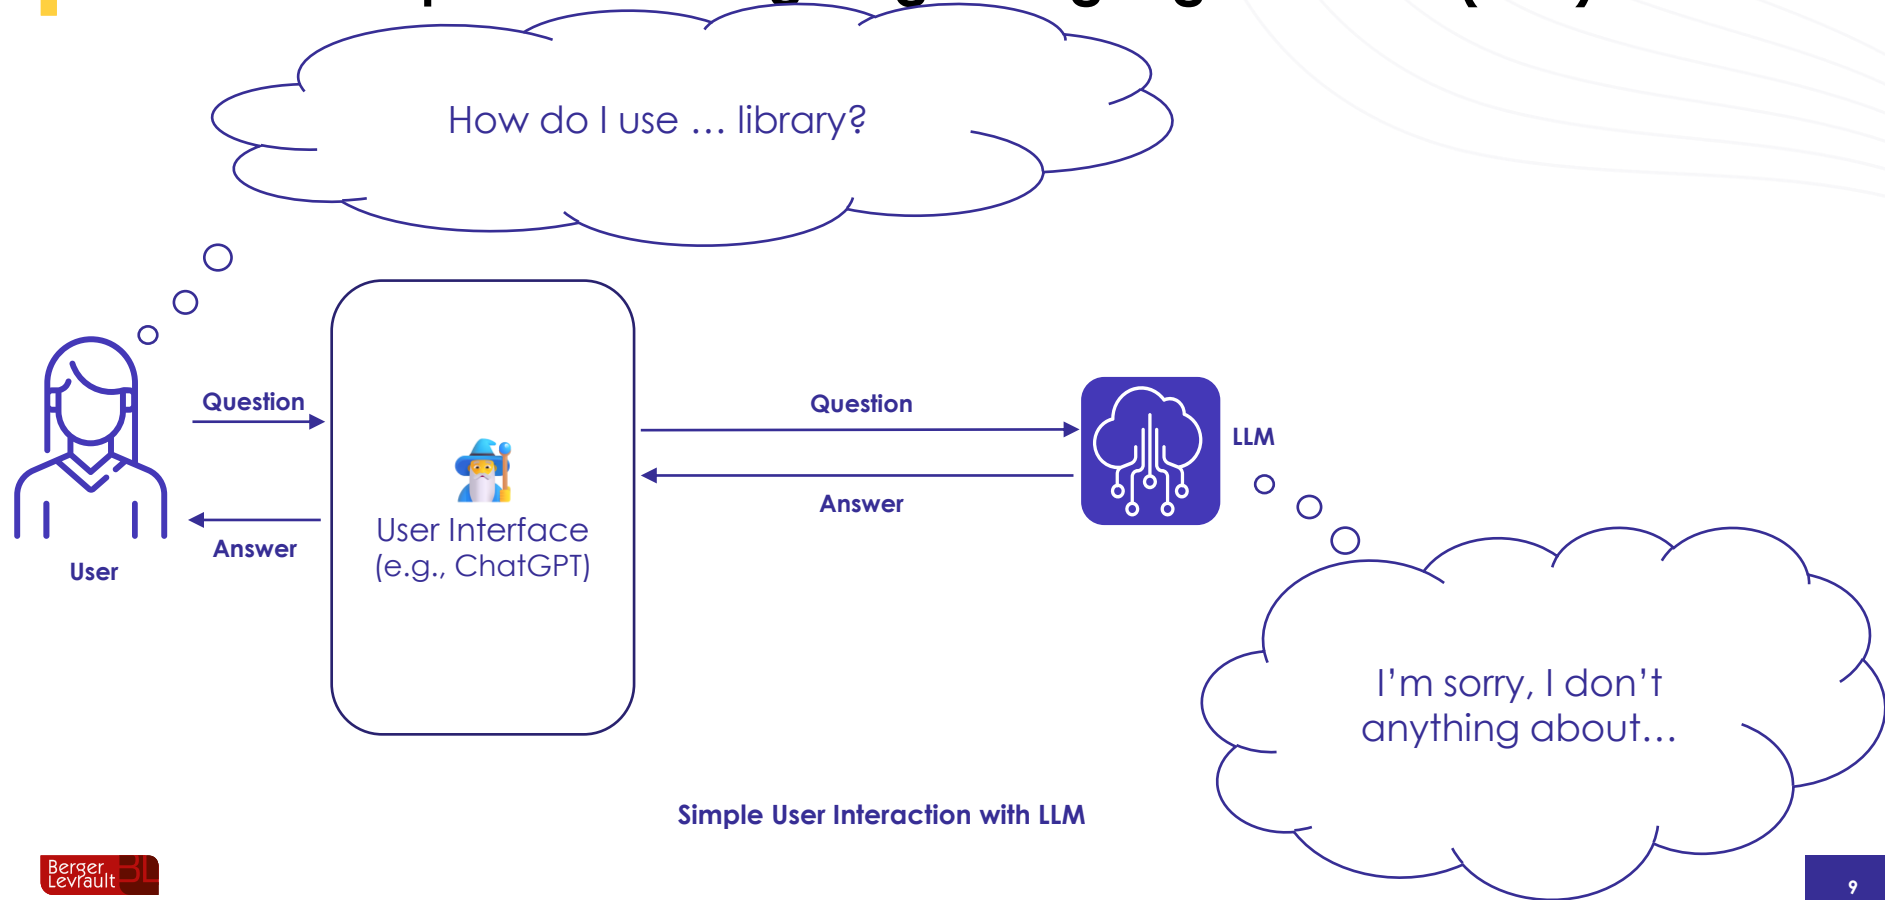 How do I use … library?
Question
Question
LLM
Answer
User Interface
(e.g., ChatGPT)
Answer
User
I'm sorry, I don't
anything about…
Simple User Interaction with LLM
Berger
Levrault
BL
9